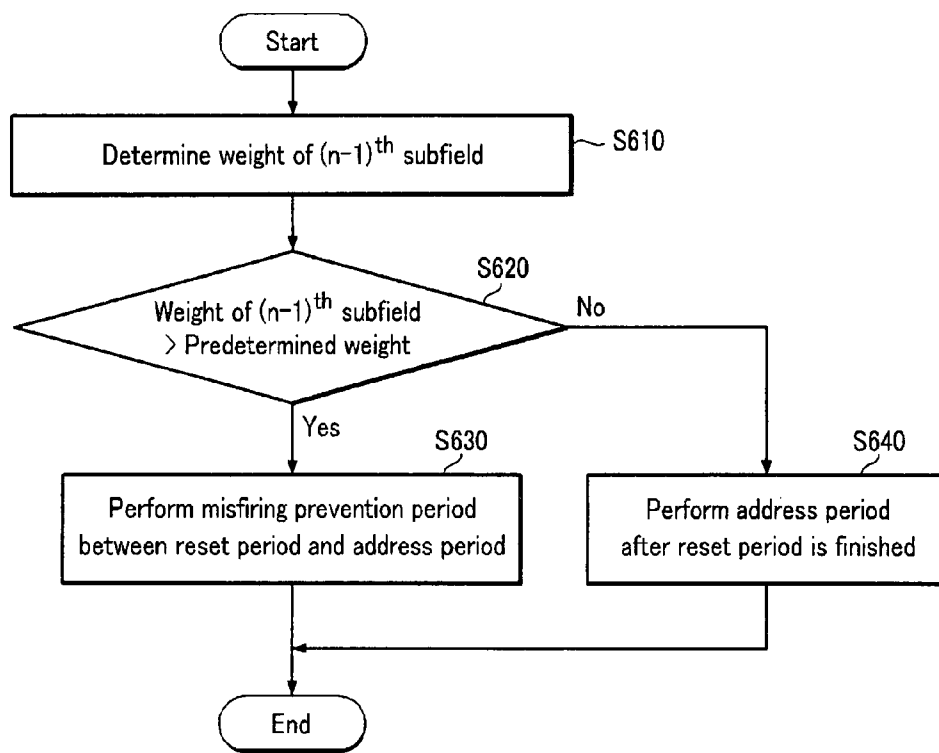 Start
Determine weight of (n-1)th subfield
S610
S620
Weight of (n-1)th subfield
> Predetermined weight
No
Yes
S630
Perform misfiring prevention period
between reset period and address period
S640
Perform address period
after reset period is finished
End